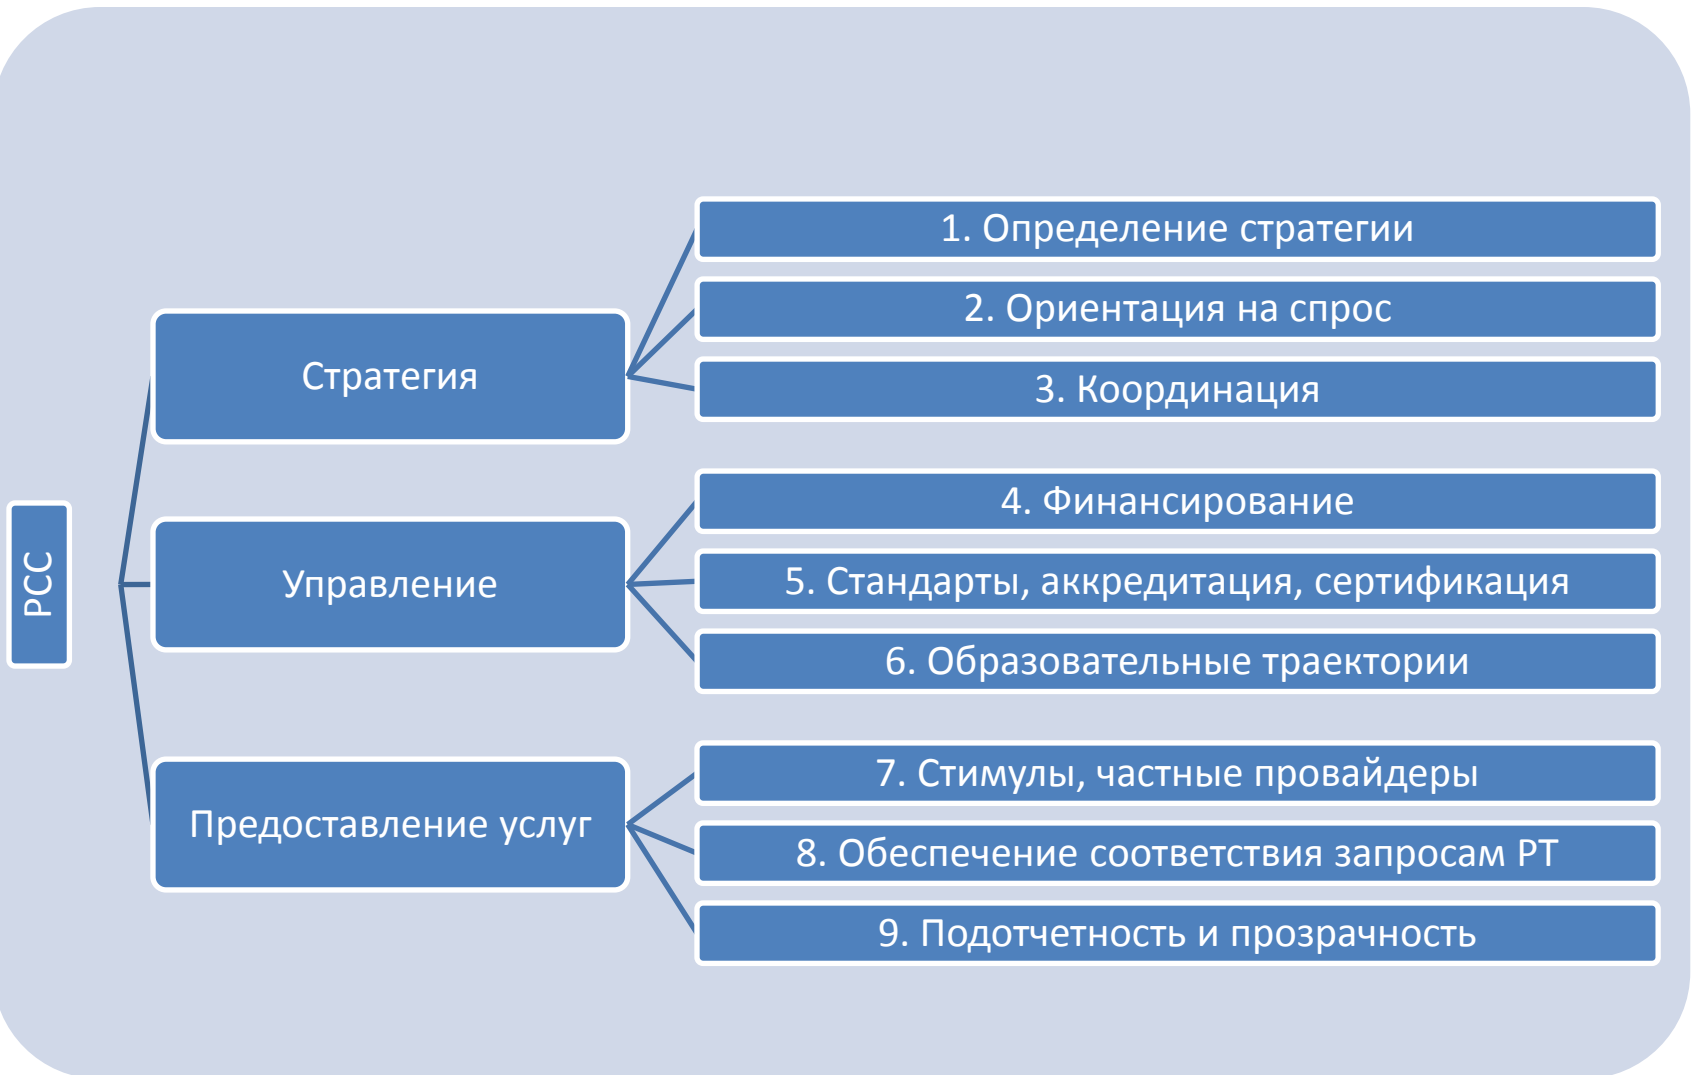 РСС
Стратегия
1. Определение стратегии
2. Ориентация на спрос
3. Координация
Управление
4. Финансирование
5. Стандарты, аккредитация, сертификация
6. Образовательные траектории
Предоставление услуг
7. Стимулы, частные провайдеры
8. Обеспечение соответствия запросам РТ
9. Подотчетность и прозрачность